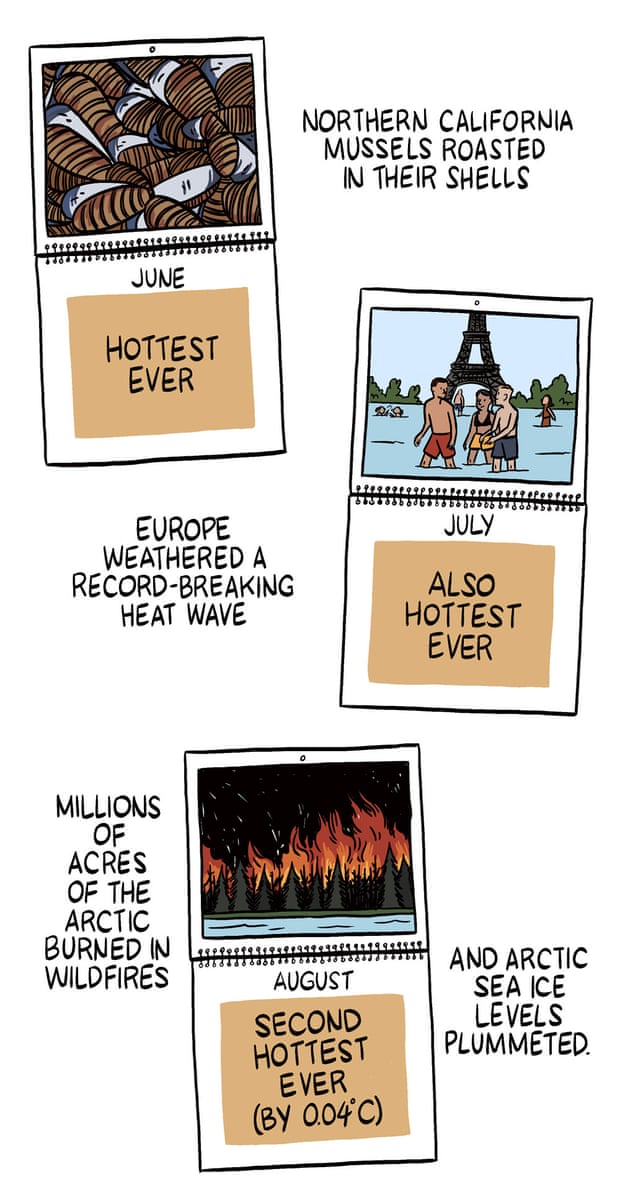 NORTHERN CALIFORNIA
MUSSELS ROASTED
IN THEIR SHELLS
JUNE
HOTTEST
EVER
EUROPE
WEATHERED A
RECORD-BREAKING
HEAT WAVE
JULY
ALSO
HOTTEST
EVER
MILLIONS
OF
ACRES
OF THE
ARCTIC
BURNED IN
WILDFIRES
AUGUST
SECOND
HOTTEST
EVER
(BY 0.04°C)
AND ARCTIC
SEA ICE
LEVELS
PLUMMETED.